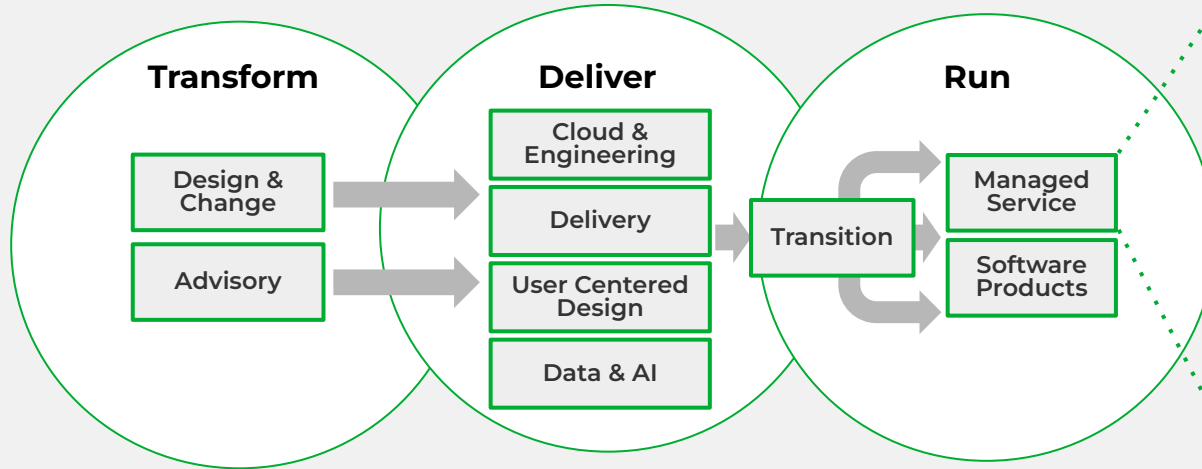 Transform
Design &
Change
Advisory
Deliver
Cloud &
Engineering
Delivery
User Centered
Design
Data & AI
Transition
Run
Managed
Service
Software
Products